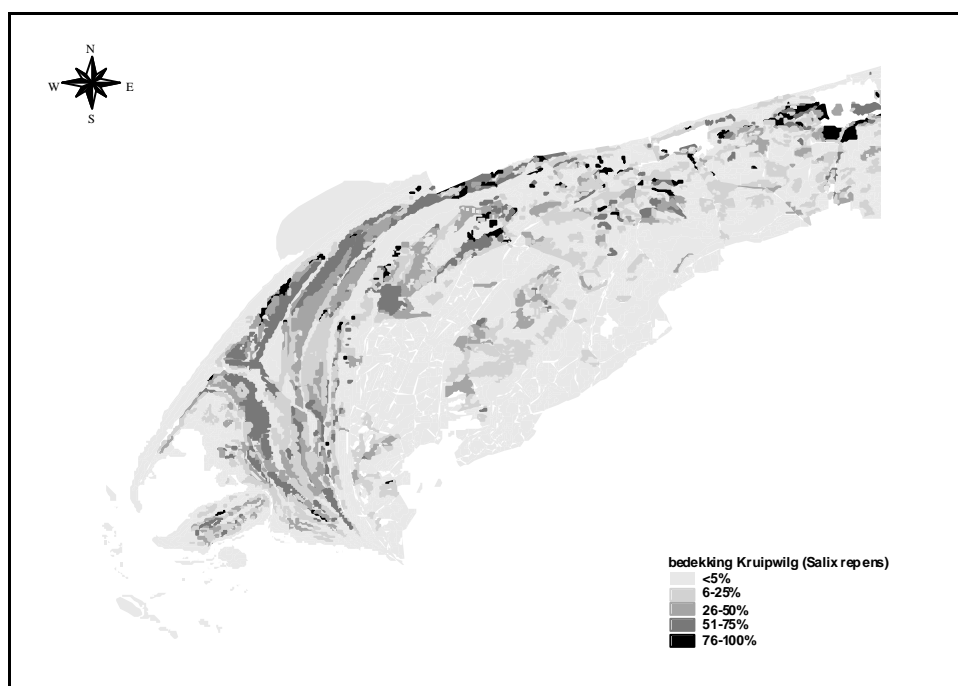 N
W E
S
bedekking Kruipwilg (Salix repens)
<5%
6-25%
26-50%
51-75%
76-100%